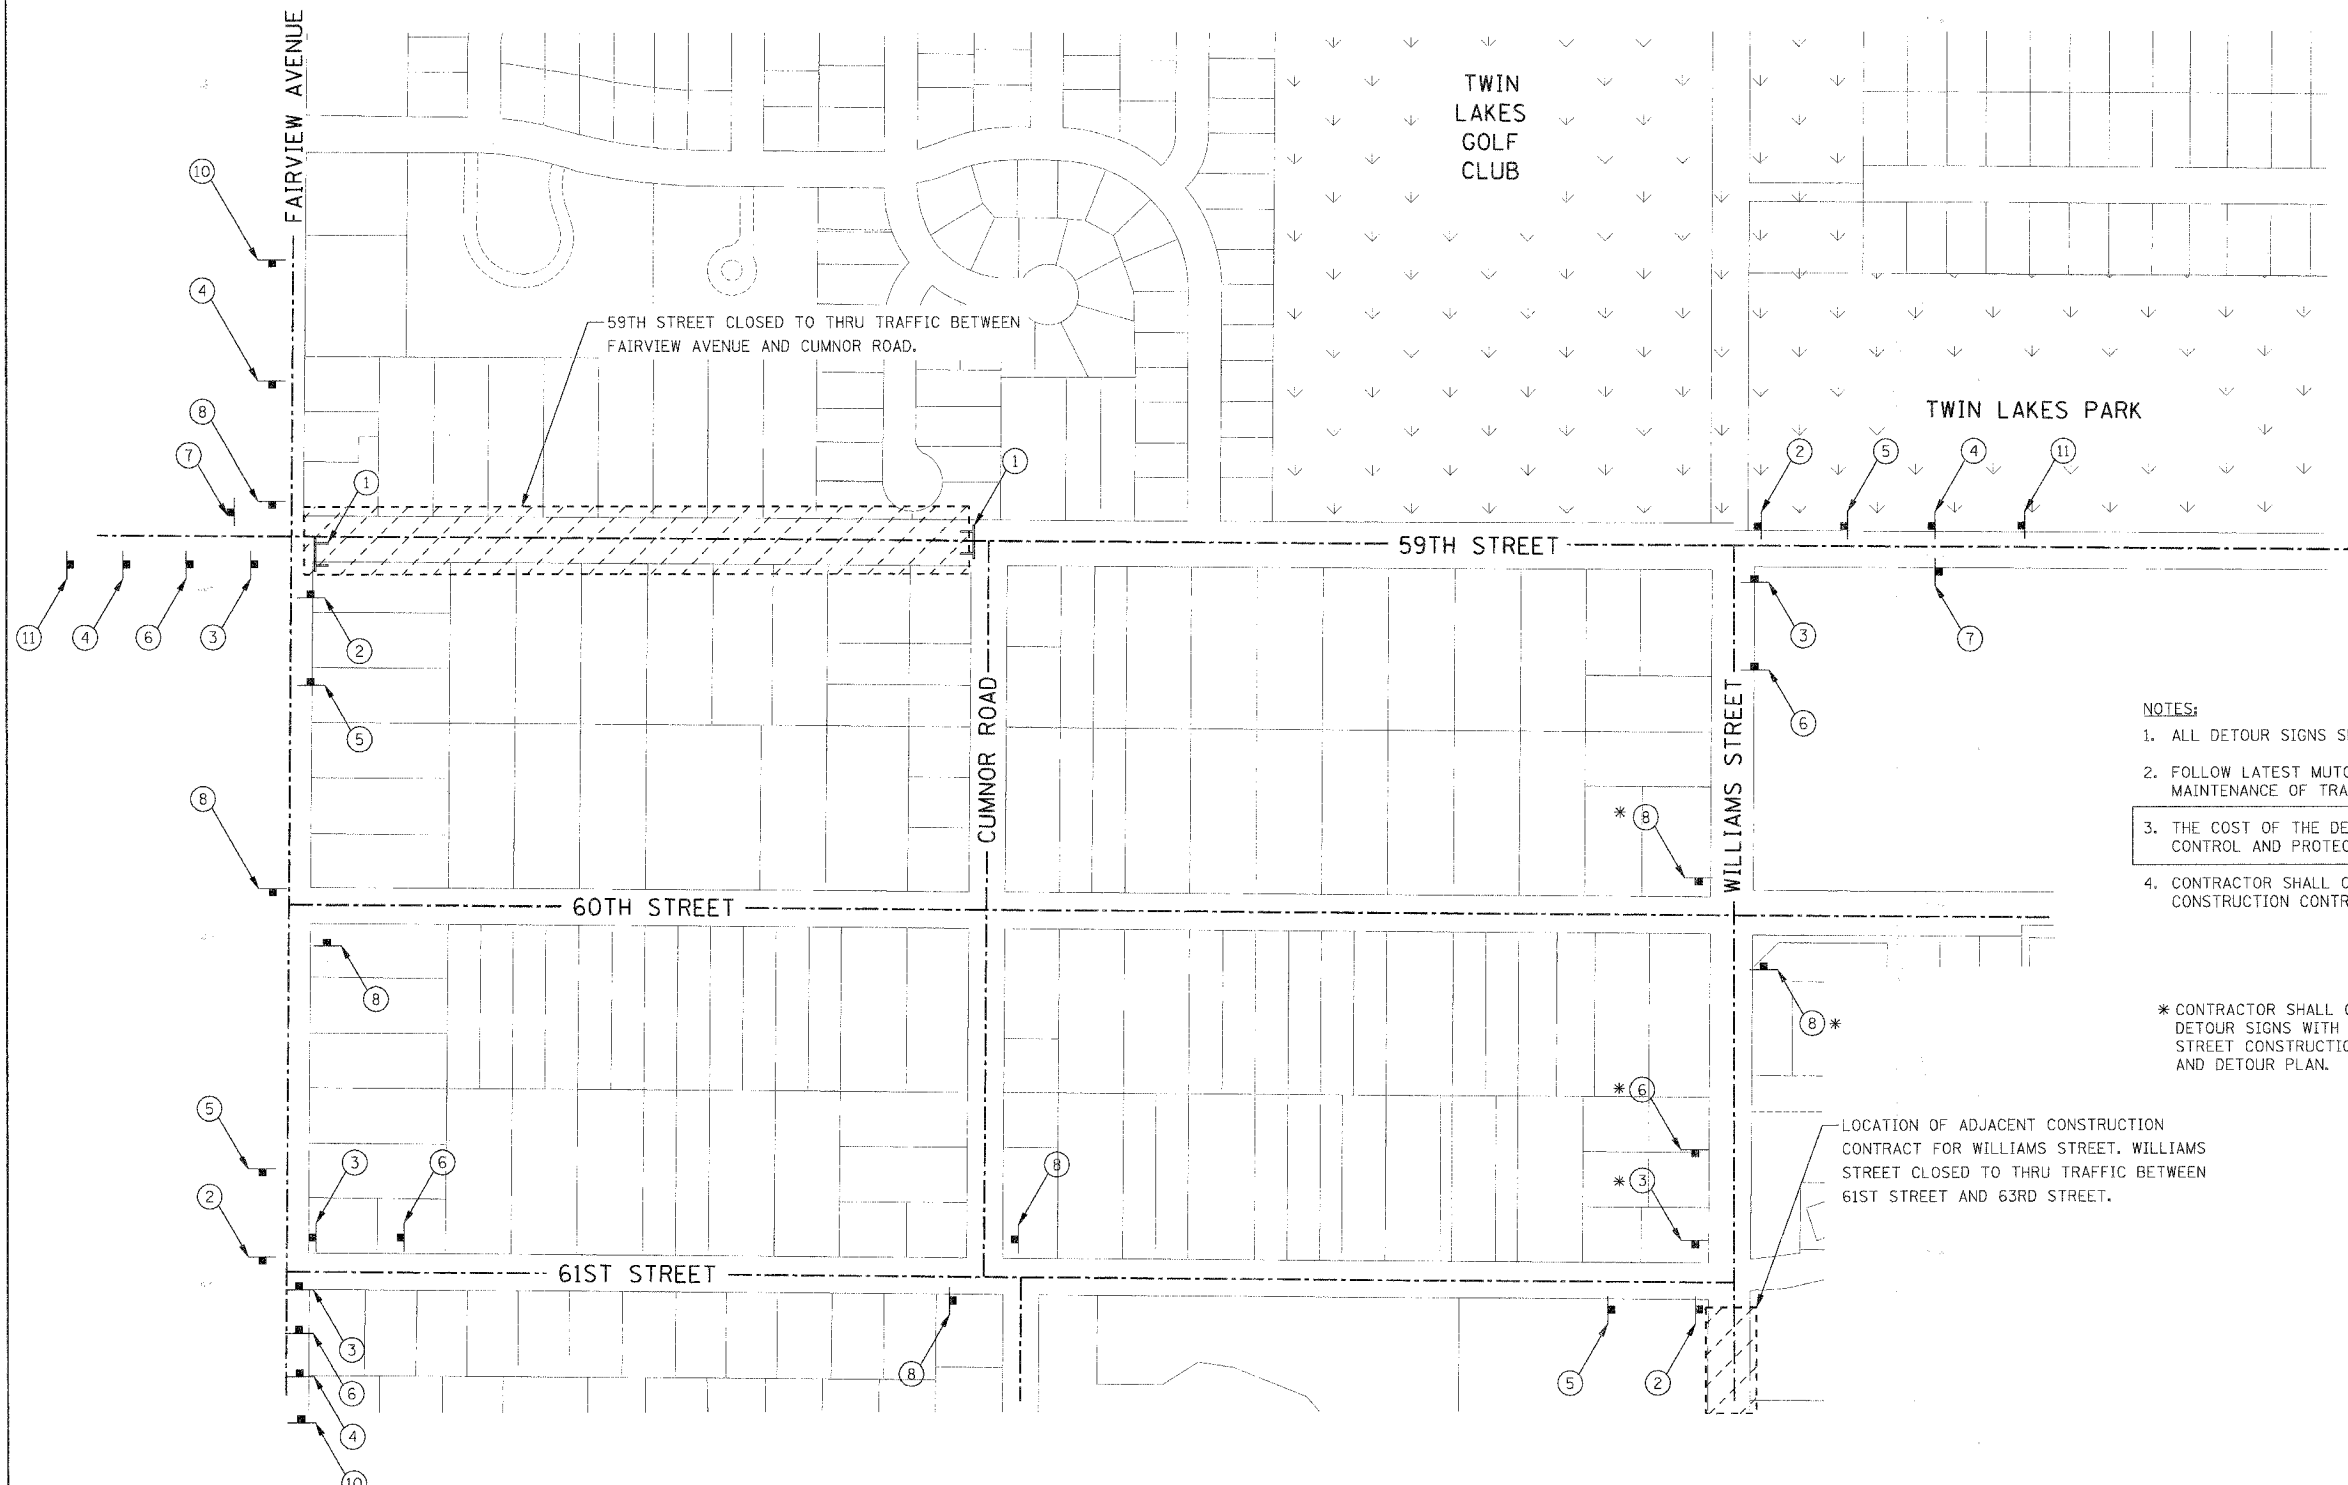 FAIRVIEW AVENUE
TWIN
LAKES
GOLF
CLUB
10
4
59TH STREET CLOSED TO THRU TRAFFIC BETWEEN
FAIRVIEW AVENUE AND CUMNOR ROAD.
8
7
1
1
TWIN LAKES PARK
2
5
4
11
59TH STREET
11
4
6
3
2
3
7
5
CUMNOR ROAD
WILLIAMS STREET
6
NOTES:
1. ALL DETOUR SIGNS S
2. FOLLOW LATEST MUTC
MAINTENANCE OF TRA
3. THE COST OF THE DE
CONTROL AND PROTEC
4. CONTRACTOR SHALL C
CONSTRUCTION CONTR
8
* 8
60TH STREET
8
8 *
* CONTRACTOR SHALL C
DETOUR SIGNS WITH
STREET CONSTRUCTIO
AND DETOUR PLAN.
5
* 6
LOCATION OF ADJACENT CONSTRUCTION
CONTRACT FOR WILLIAMS STREET. WILLIAMS
STREET CLOSED TO THRU TRAFFIC BETWEEN
61ST STREET AND 63RD STREET.
3
6
8
* 3
2
61ST STREET
3
8
5
2
6
4
10